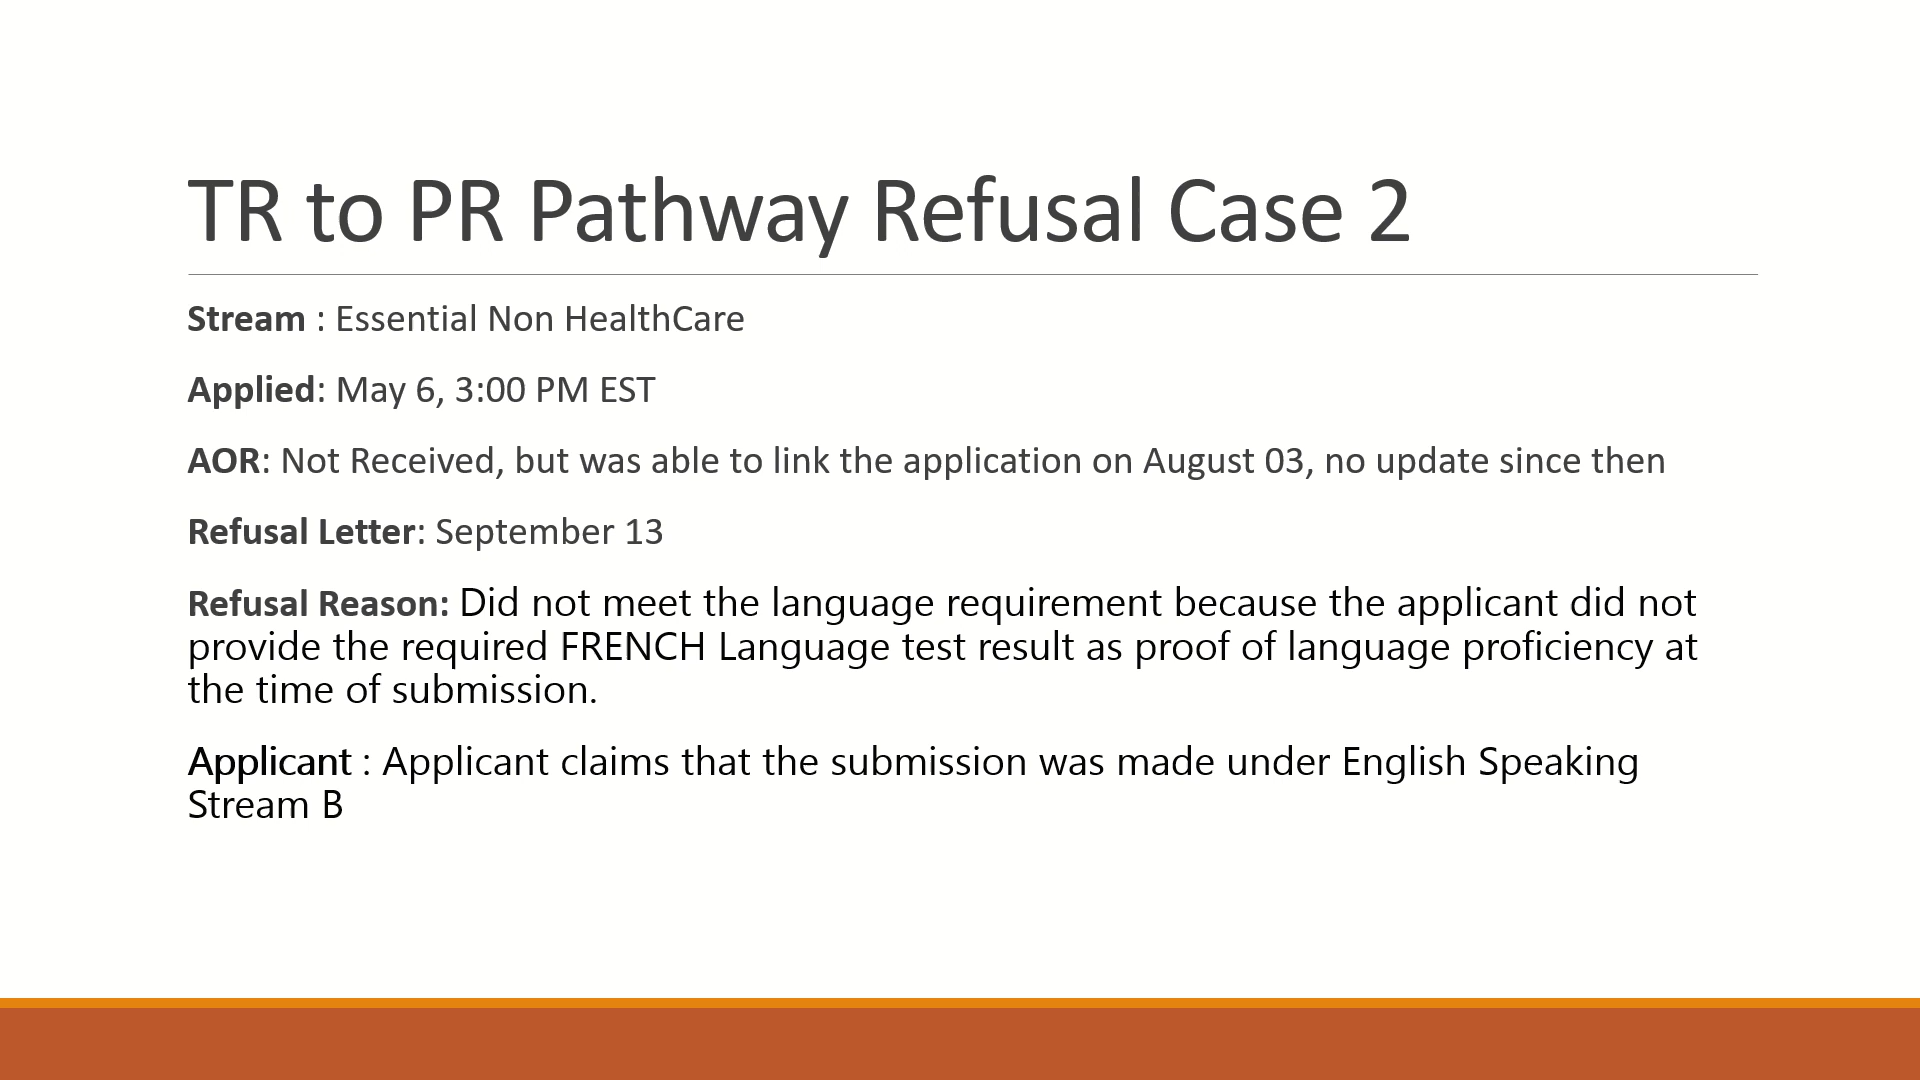 TR to PR Pathway Refusal Case 2
Stream : Essential Non HealthCare
Applied: May 6, 3:00 PM EST
AOR: Not Received, but was able to link the application on August 03, no update since then
Refusal Letter: September 13
Refusal Reason: Did not meet the language requirement because the applicant did not
provide the required FRENCH Language test result as proof of language proficiency at
the time of submission.
Applicant : Applicant claims that the submission was made under English Speaking
Stream B